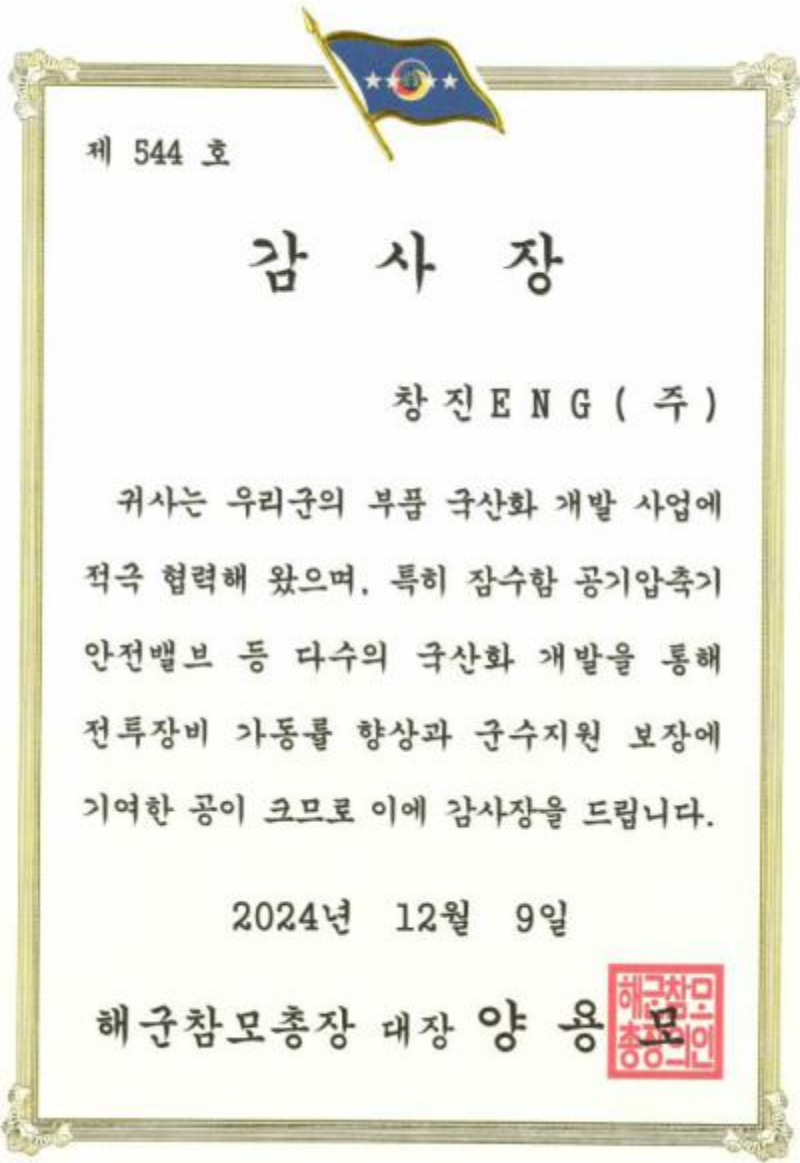 제 544 호
감 사 장
창진ENG(주)
귀사는 우리군의 부품 국산화 개발 사업에
적극 협력해 왔으며, 특히 잠수함 공기압축기
안전밸브 등 다수의 국산화 개발을 통해
전투장비 가동률 향상과 군수지원 보장에
기여한 공이 크므로 이에 감사장을 드립니다.
2024년 12월 9일
해군참모총장 대장 양 용 모
해군참모
총장의인